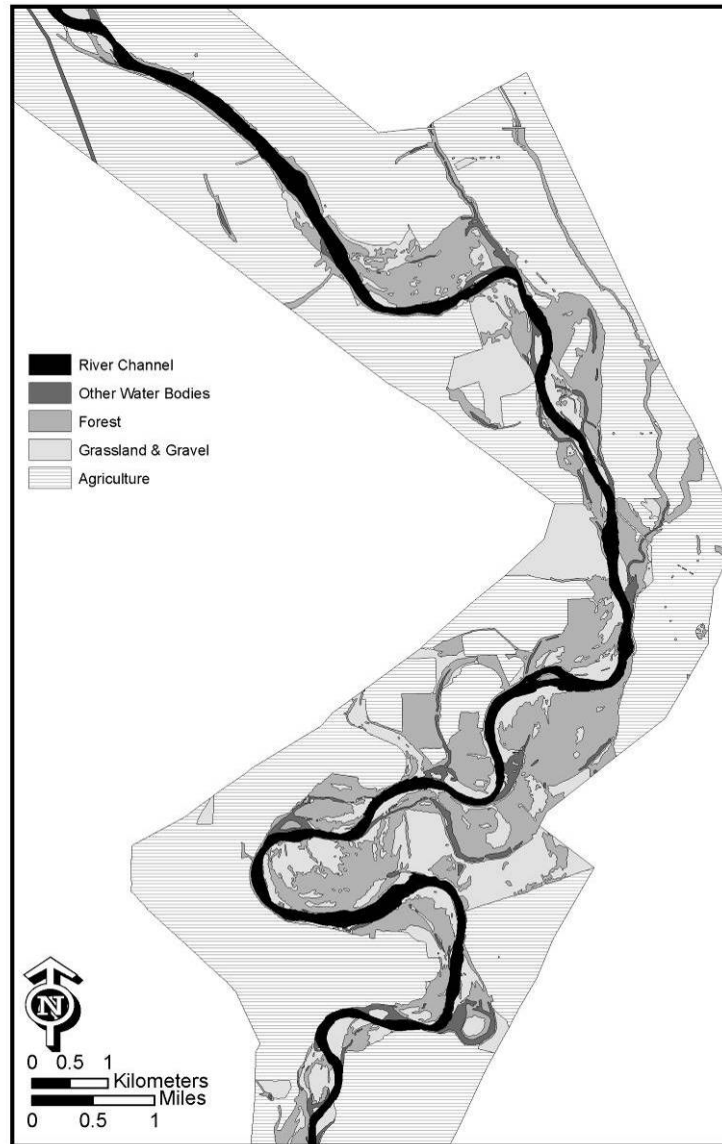 River Channel
Other Water Bodies
Forest
Grassland & Gravel
Agriculture
N
0 0.5 1
Kilometers
Miles
0 0.5 1